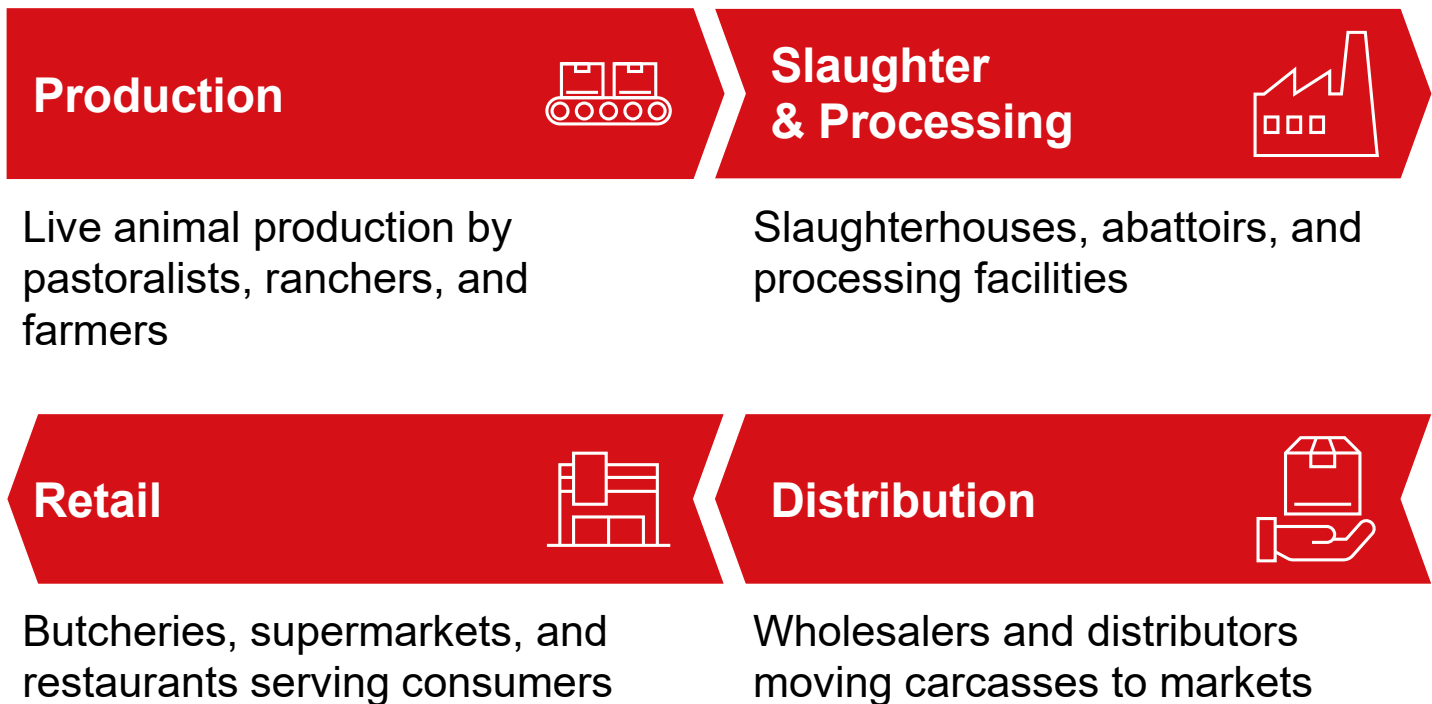 Production
Live animal production by
pastoralists, ranchers, and
farmers
Slaughter
& Processing
Slaughterhouses, abattoirs, and
processing facilities
Retail
Butcheries, supermarkets, and
restaurants serving consumers
Distribution
Wholesalers and distributors
moving carcasses to markets